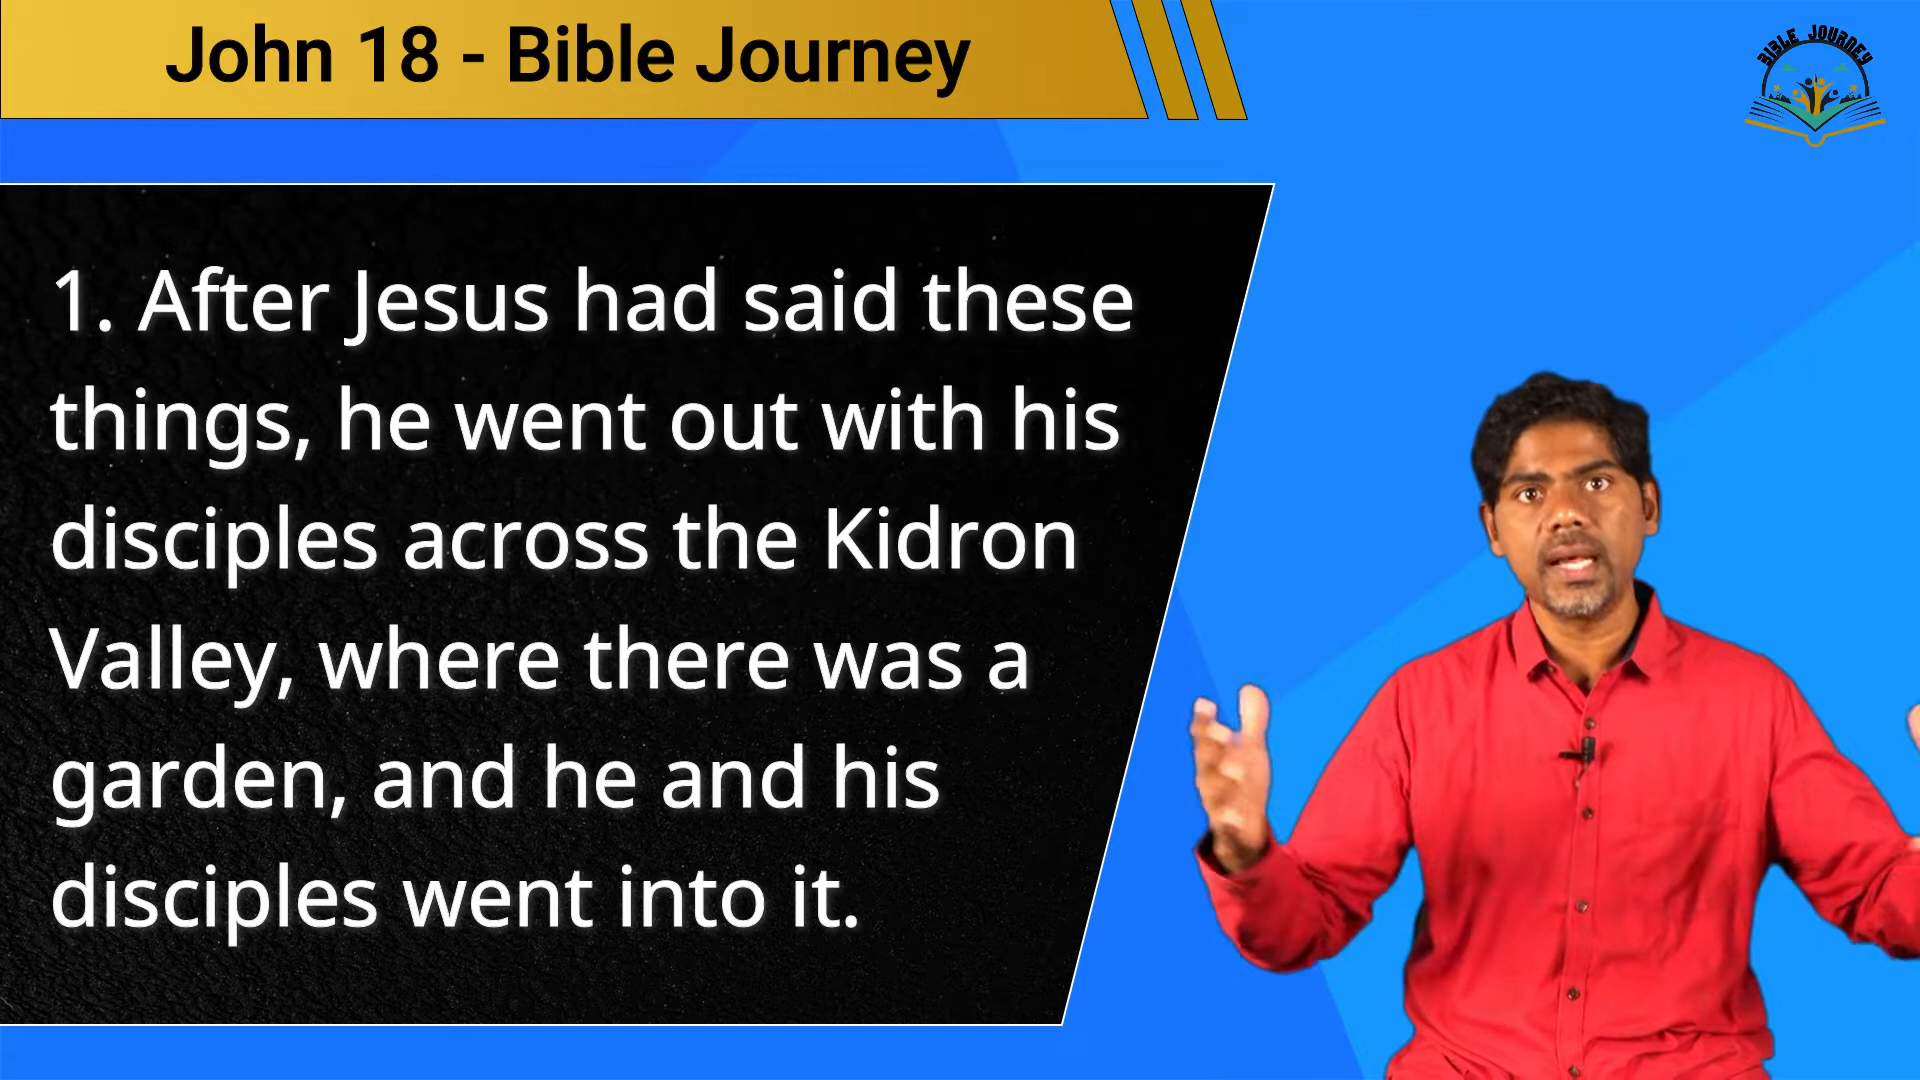 John 18 - Bible Journey
BIBLE JOURNEY
1. After Jesus had said these
things, he went out with his
disciples across the Kidron
Valley, where there was a
garden, and he and his
disciples went into it.